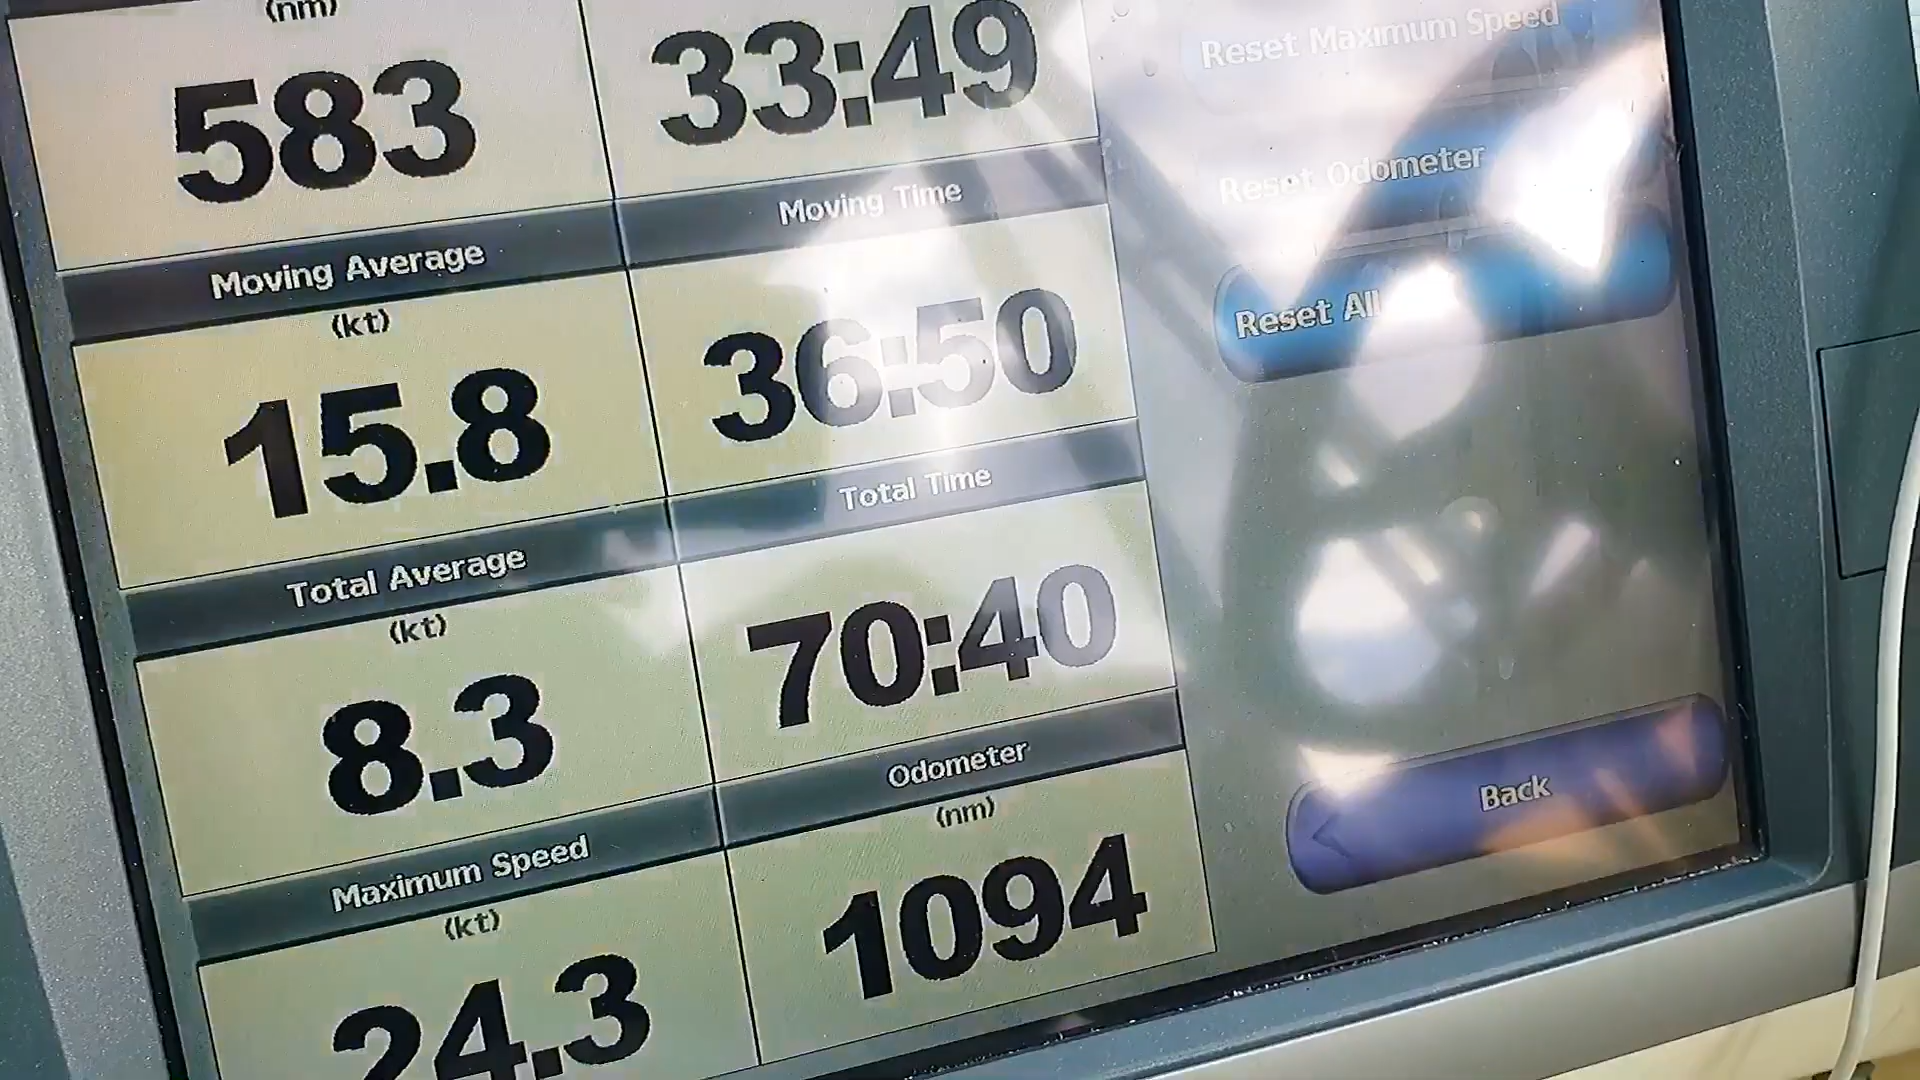 (nm)
583
33:49
Moving Average
(kt)
15.8
Moving Time
36:50
Total Average
(kt)
8.3
Total Time
70:40
Maximum Speed
(kt)
24.3
Odometer
(nm)
1094
Reset Maximum Speed
Reset Odometer
Reset All
Back